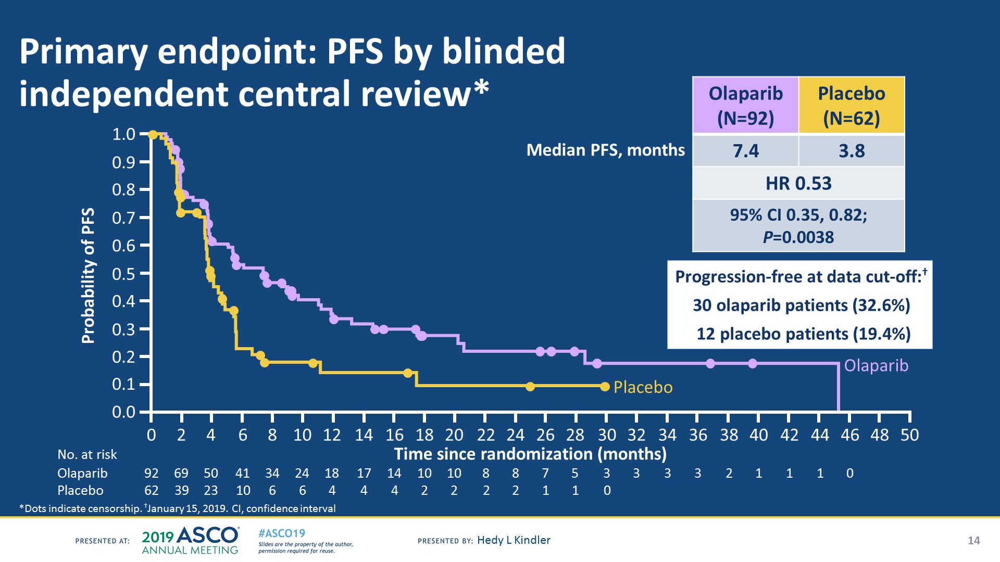 Primary endpoint: PFS by blinded
independent central review*
Olaparib
(N=92)
Placebo
(N=62)
Median PFS, months
7.4
3.8
HR 0.53
95% CI 0.35, 0.82;
P=0.0038
Progression-free at data cut-off:†
30 olaparib patients (32.6%)
12 placebo patients (19.4%)
Probability of PFS
1.0
0.9
0.8
0.7
0.6
0.5
0.4
0.3
0.2
0.1
0.0
Olaparib
Placebo
0 2 4 6 8 10 12 14 16 18 20 22 24 26 28 30 32 34 36 38 40 42 44 46 48 50
Time since randomization (months)
No. at risk
Olaparib 92 69 50 41 34 24 18 17 14 10 10 8 8 7 5 3 3 3 3 2 1 1 1 0
Placebo 62 39 23 10 6 6 4 4 4 2 2 2 2 1 1 0
*Dots indicate censorship. †January 15, 2019. CI, confidence interval
PRESENTED AT:
2019 ASCO®
ANNUAL MEETING
#ASCO19
Slides are the property of the author,
permission required for reuse.
PRESENTED BY: Hedy L Kindler
14